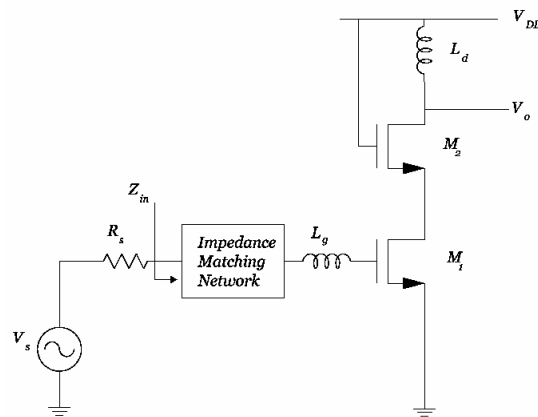 V_DD
L_d
V_o
M_2
Z_in
R_s
Impedance
Matching
Network
L_g
M_1
V_s